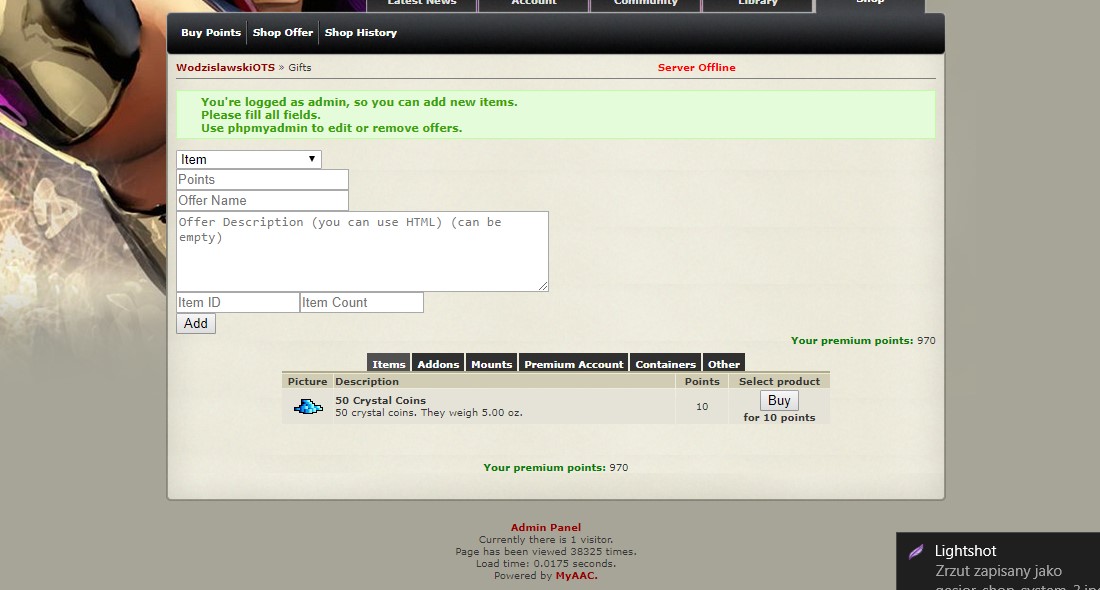 Latest News Account Community Library Shop
Buy Points Shop Offer Shop History
WodzislawskiOTS » Gifts Server Offline
You're logged as admin, so you can add new items.
Please fill all fields.
Use phpmyadmin to edit or remove offers.
Item
Points
Offer Name
Offer Description (you can use HTML) (can be
empty)
Item ID Item Count
Add
Your premium points: 970
Items Addons Mounts Premium Account Containers Other
Picture Description Points Select product
50 Crystal Coins
50 crystal coins. They weigh 5.00 oz.
10
Buy
for 10 points
Your premium points: 970
Admin Panel
Currently there is 1 visitor.
Page has been viewed 38325 times.
Load time: 0.0175 seconds.
Powered by MyAAC.
Lightshot
Zrzut zapisany jako